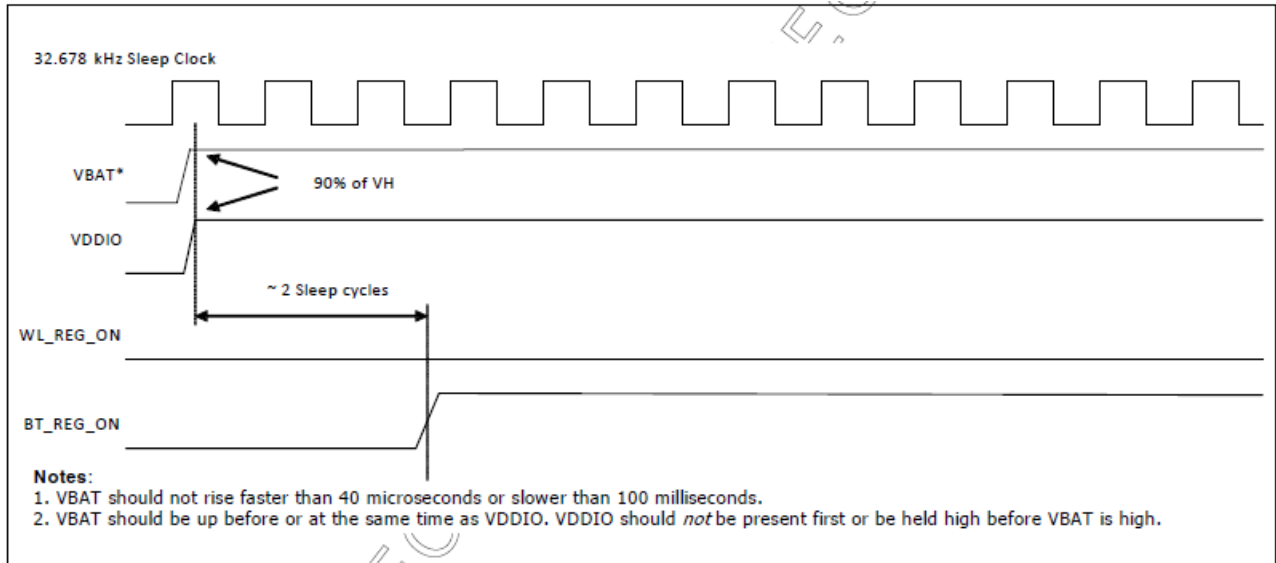 32.678 kHz Sleep Clock
VBAT*
90% of VH
VDDIO
~ 2 Sleep cycles
WL_REG_ON
BT_REG_ON
Notes:
1. VBAT should not rise faster than 40 microseconds or slower than 100 milliseconds.
2. VBAT should be up before or at the same time as VDDIO. VDDIO should not be present first or be held high before VBAT is high.